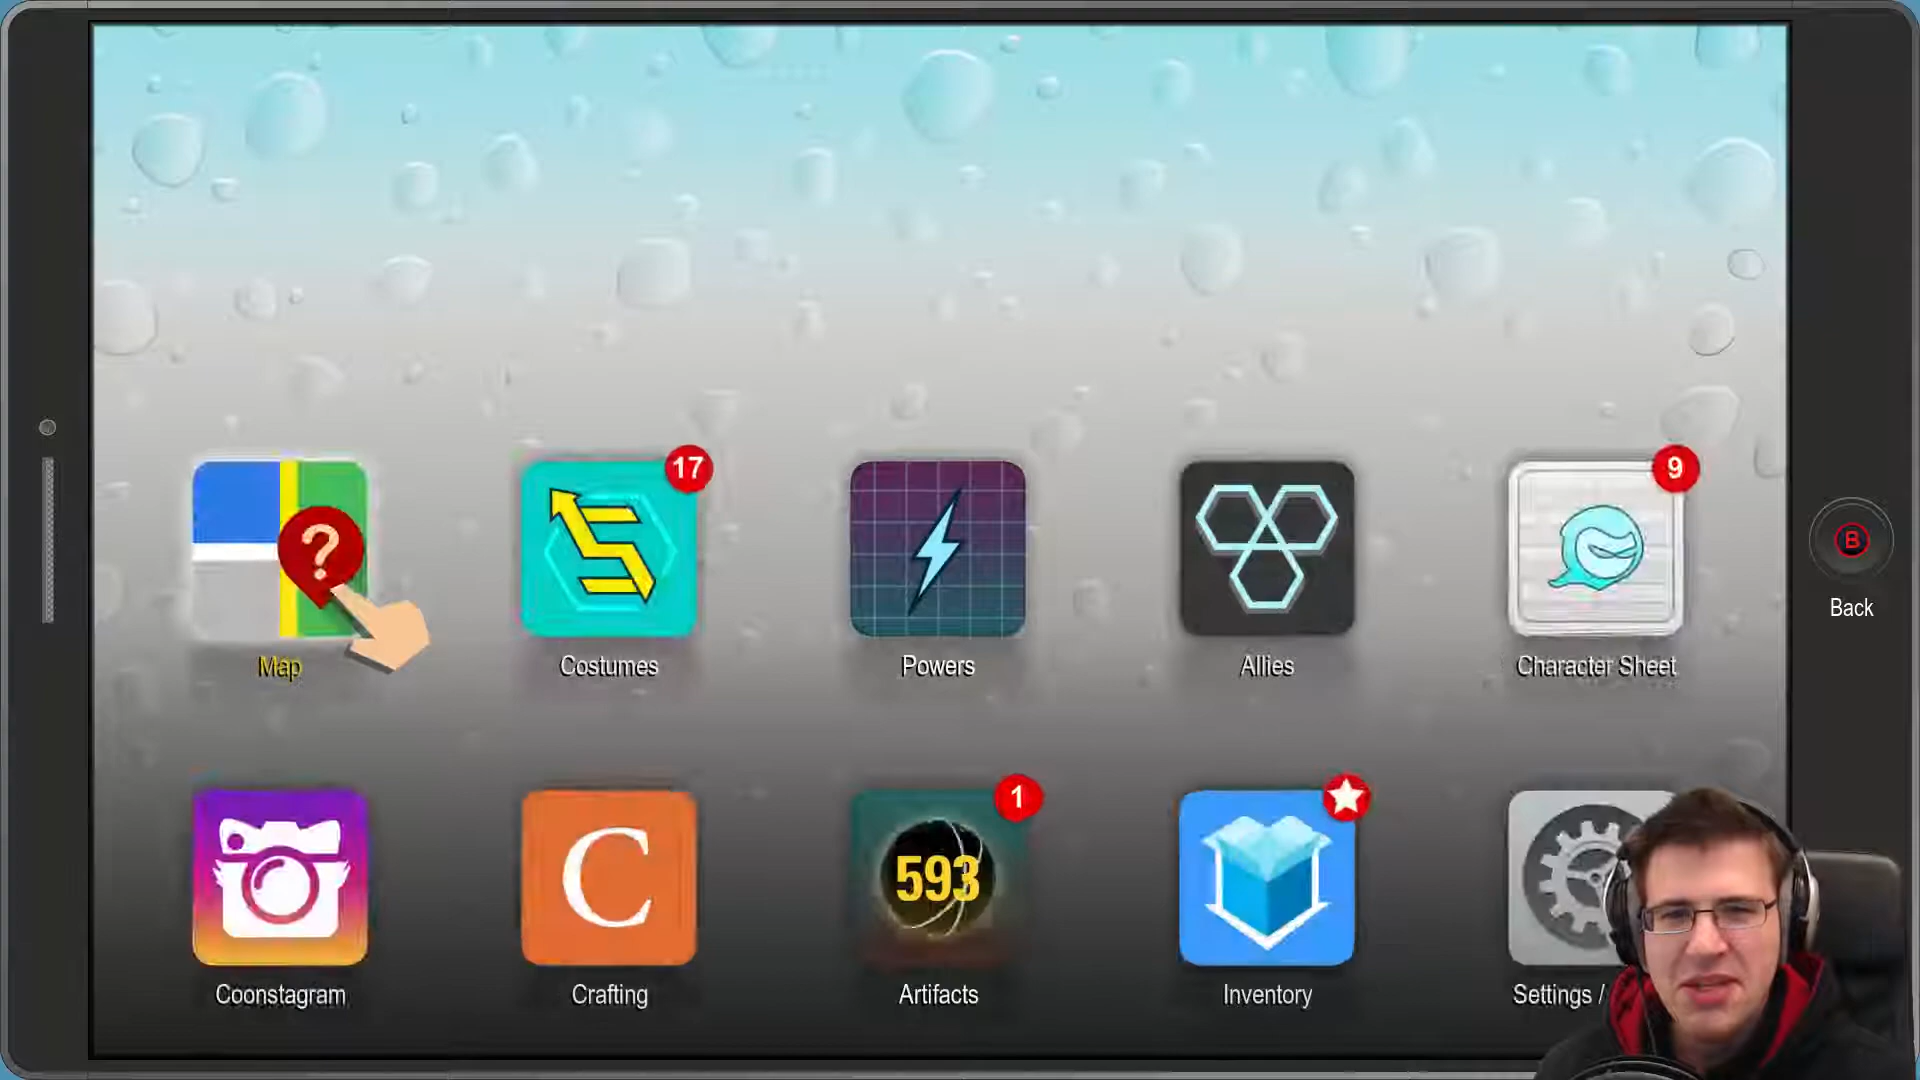 17
9
?
B
Back
Map
Costumes
Powers
Allies
Character Sheet
1
C
593
Coonstagram
Crafting
Artifacts
Inventory
Settings /